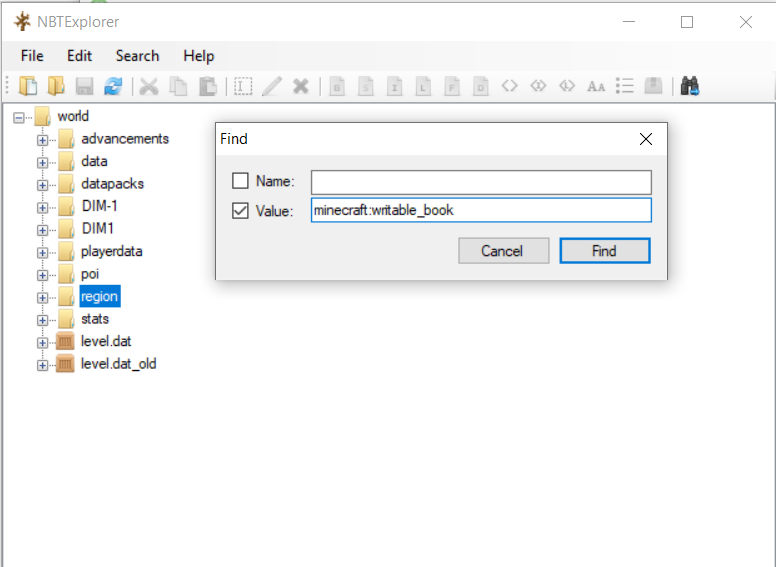 NBTExplorer
File Edit Search Help
B S I L F D AA
world
advancements
data
datapacks
DIM-1
DIM1
playerdata
poi
region
stats
level.dat
level.dat_old
Find
Name:
Value: minecraft:writable_book
Cancel Find